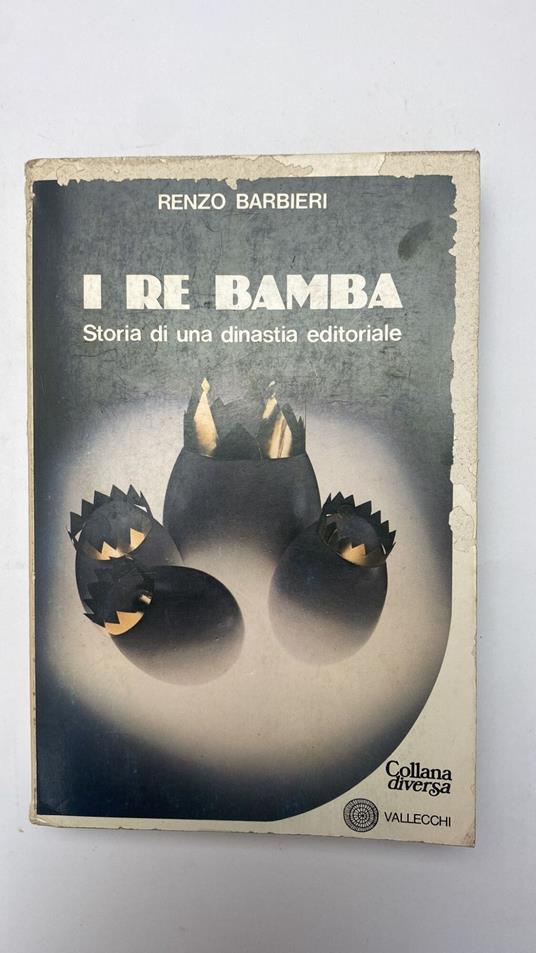 RENZO BARBIERI
I RE BAMBA
Storia di una dinastia editoriale
Collana
diversa
VALLECCHI